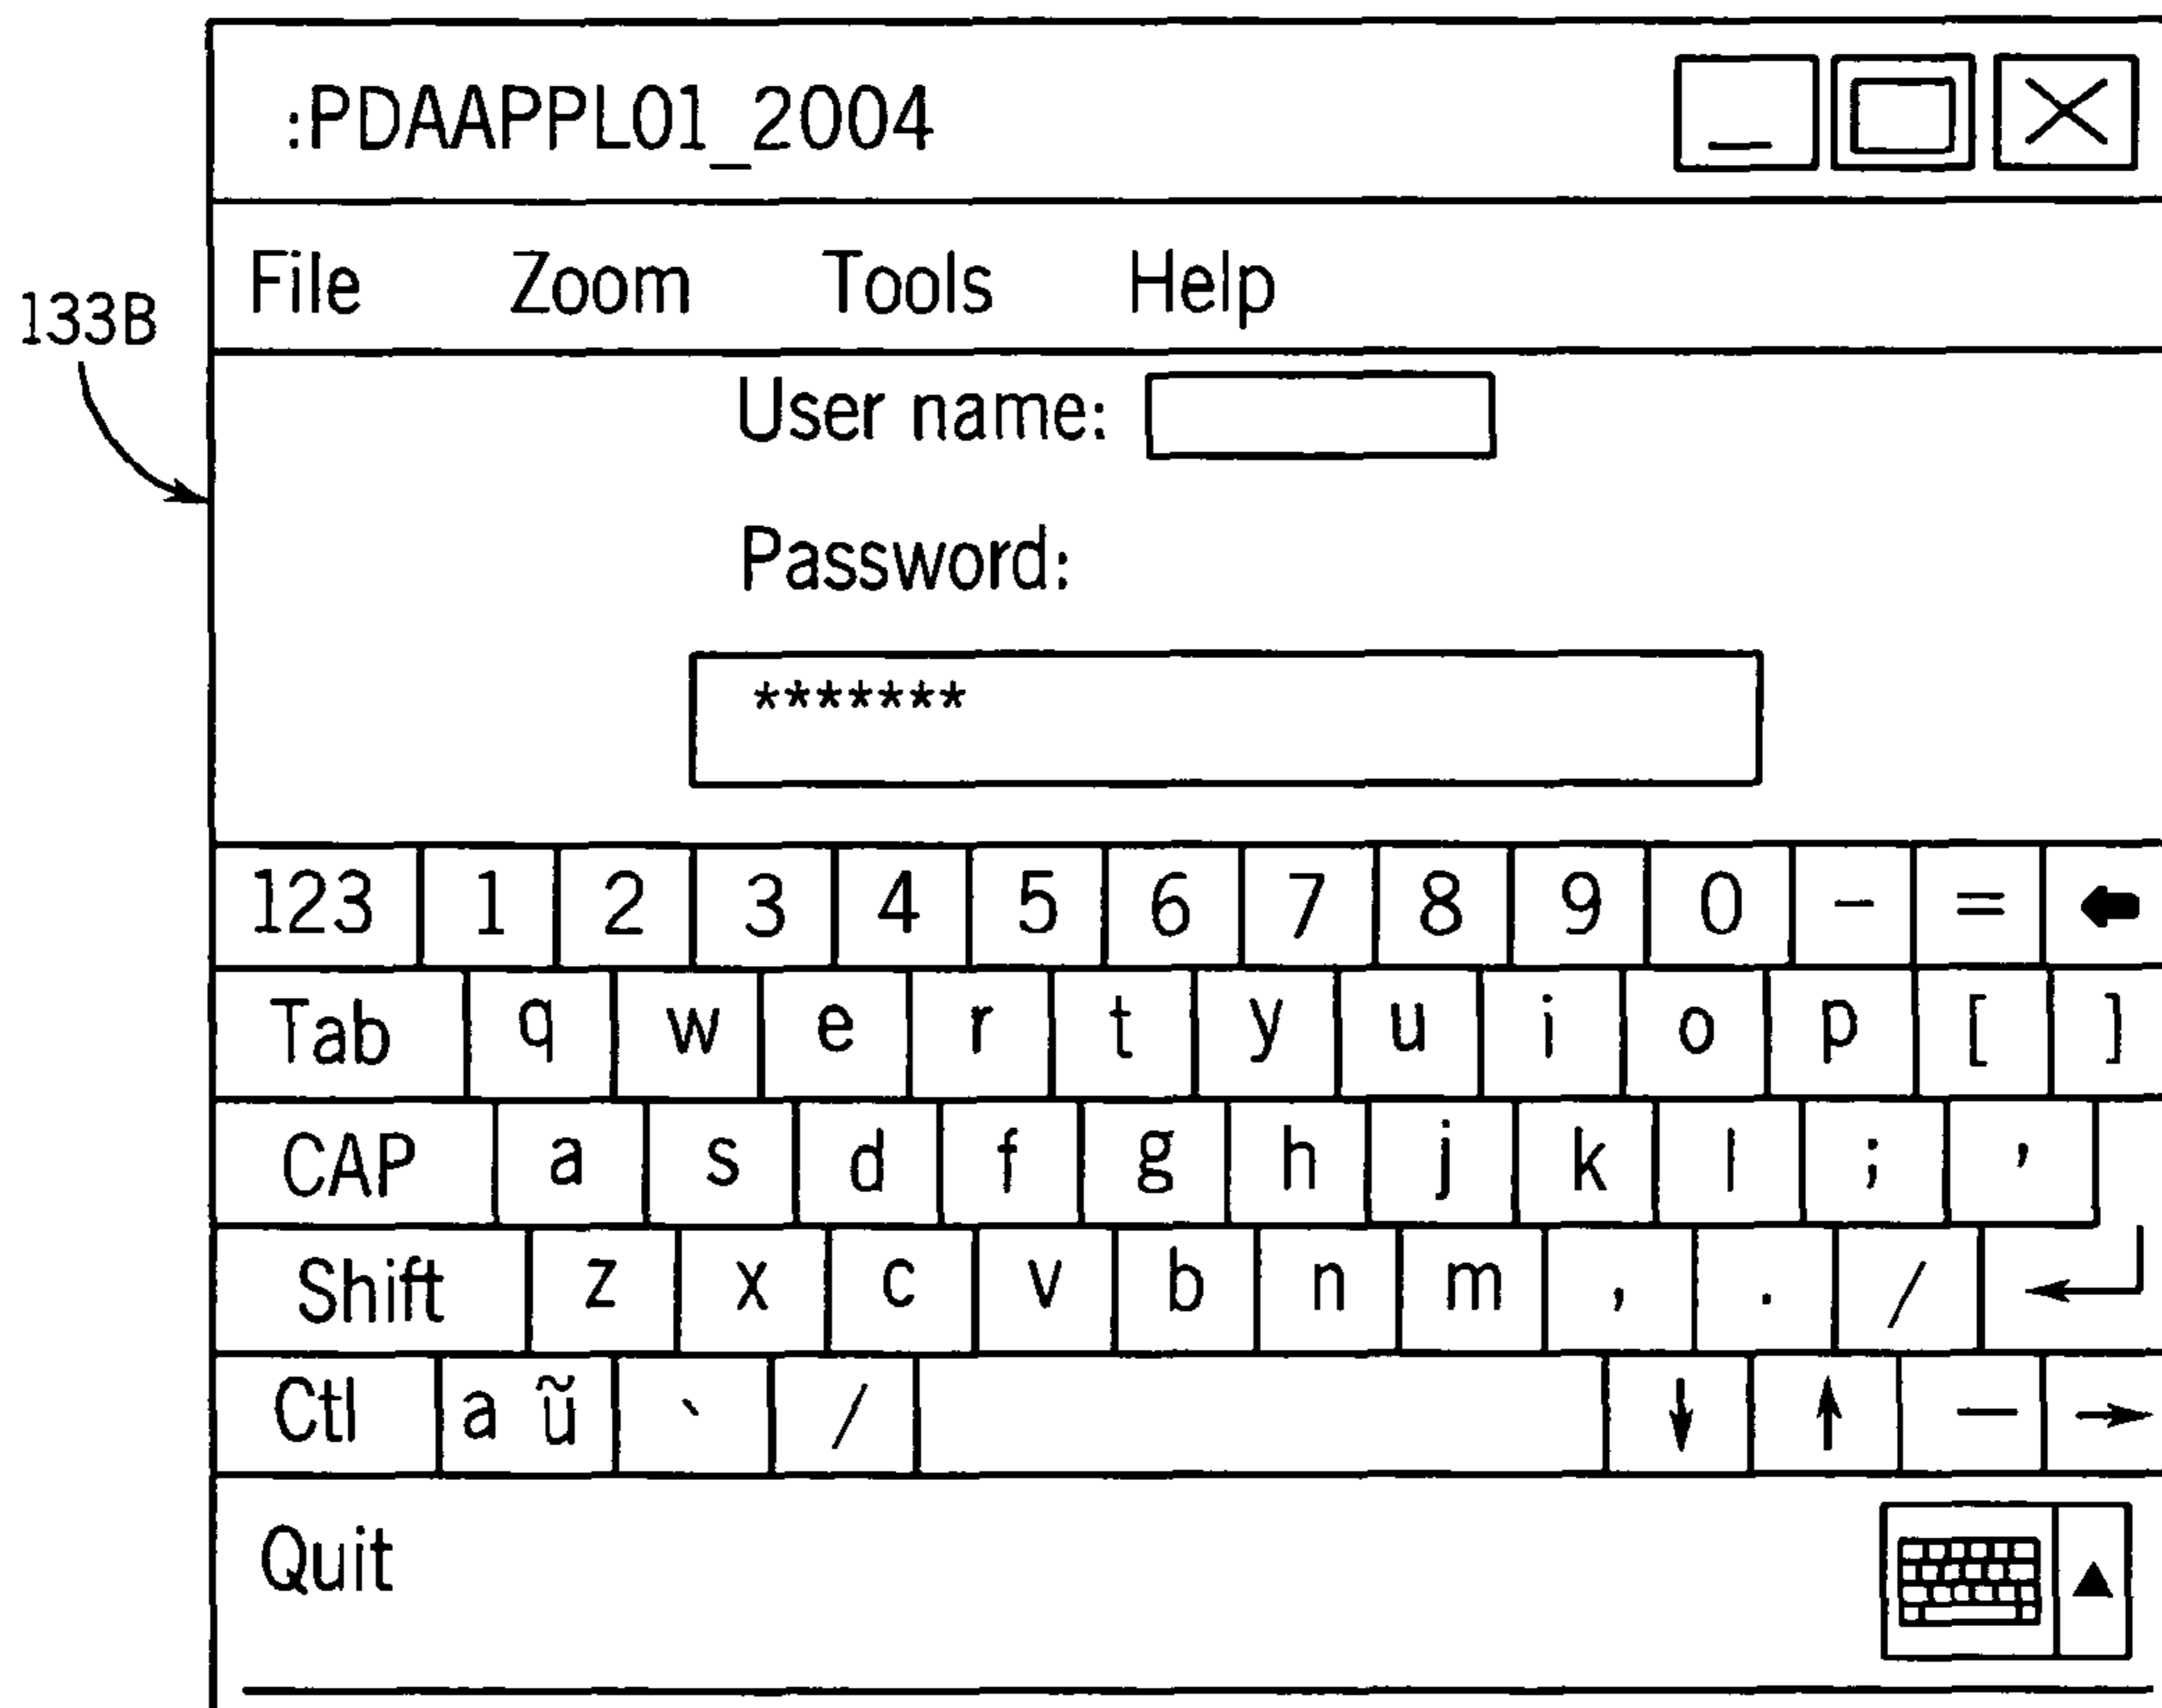 :PDAAPPL01_2004
File Zoom Tools Help
133B
User name:
Password:
*******
123 1 2 3 4 5 6 7 8 9 0 - =
Tab q w e r t y u i o p [ ]
CAP a s d f g h j k l ; '
Shift z x c v b n m , . /
Ctl a ũ ` / ↓ ↑ — →
Quit